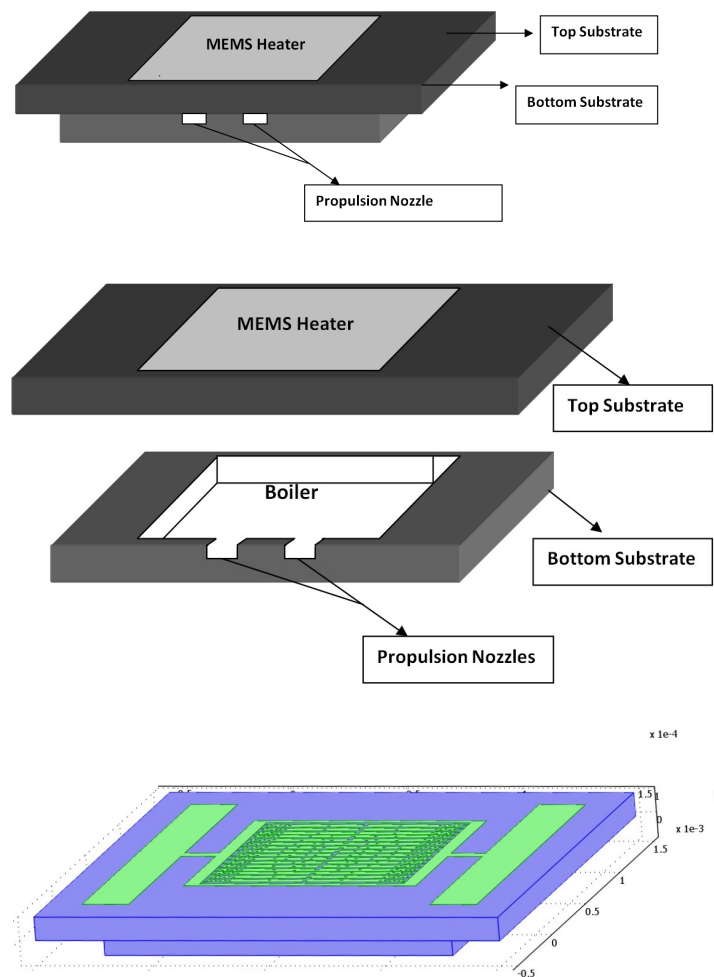 MEMS Heater
Top Substrate
Bottom Substrate
Propulsion Nozzle
MEMS Heater
Top Substrate
Boiler
Bottom Substrate
Propulsion Nozzles
x 1e-4
1.5
1
0
x 1e-3
1.5
1
0.5
0
-0.5